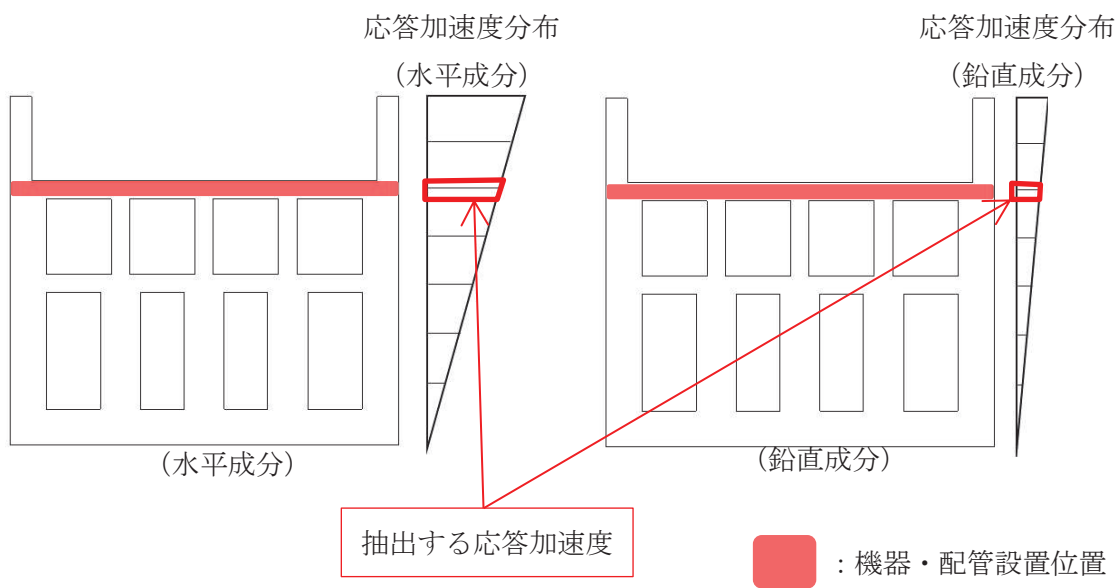 応答加速度分布
（水平成分）
応答加速度分布
（鉛直成分）
（水平成分）
（鉛直成分）
抽出する応答加速度
：機器・配管設置位置